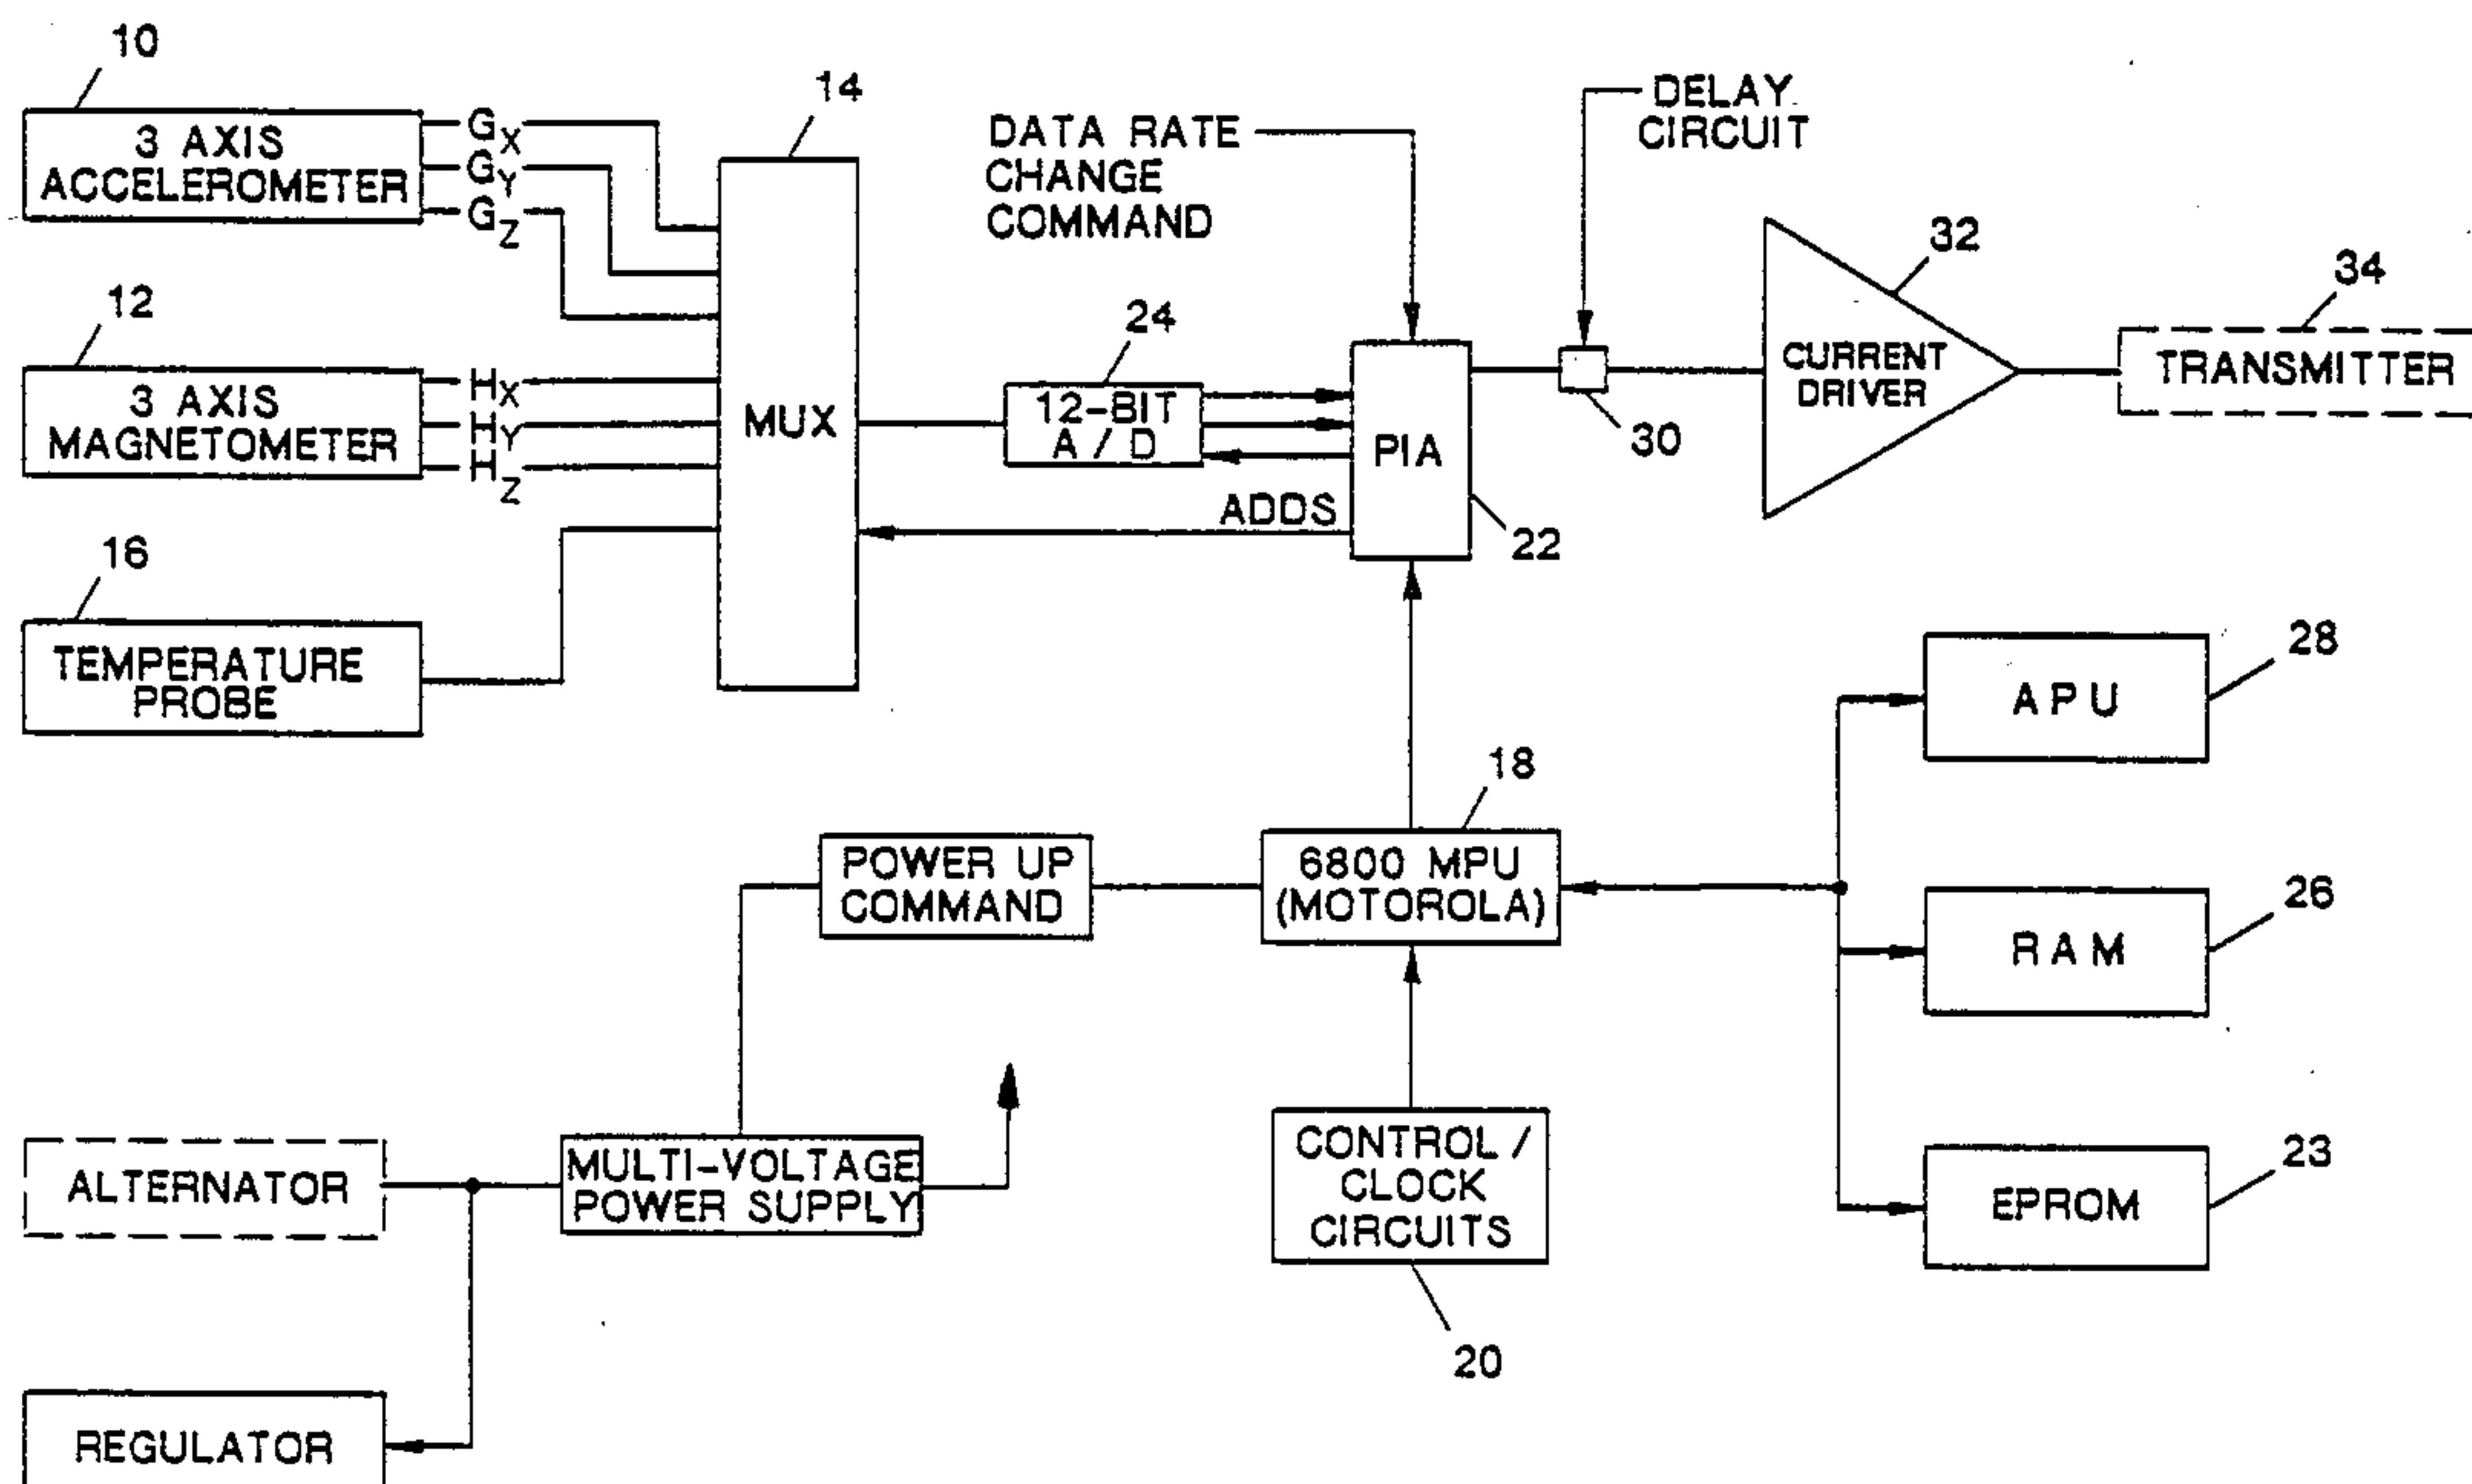 10
3 AXIS
ACCELEROMETER
GX
GY
GZ
14
MUX
12
3 AXIS
MAGNETOMETER
HX
HY
HZ
16
TEMPERATURE
PROBE
DATA RATE
CHANGE
COMMAND
DELAY
CIRCUIT
24
12-BIT
A / D
ADDS
PIA
22
30
32
CURRENT
DRIVER
34
TRANSMITTER
28
APU
18
6800 MPU
(MOTOROLA)
POWER UP
COMMAND
26
RAM
ALTERNATOR
MULTI-VOLTAGE
POWER SUPPLY
CONTROL /
CLOCK
CIRCUITS
20
23
EPROM
REGULATOR